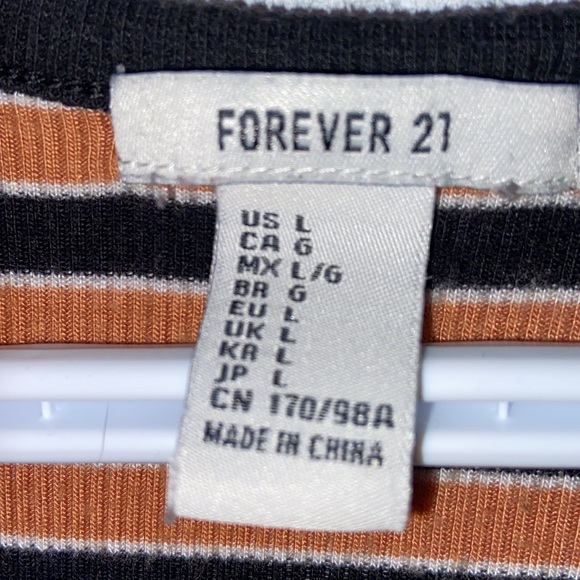 FOREVER 21
US L
CA G
MX L/G
BR G
EU L
UK L
KR L
JP L
CN 170/98A
MADE IN CHINA